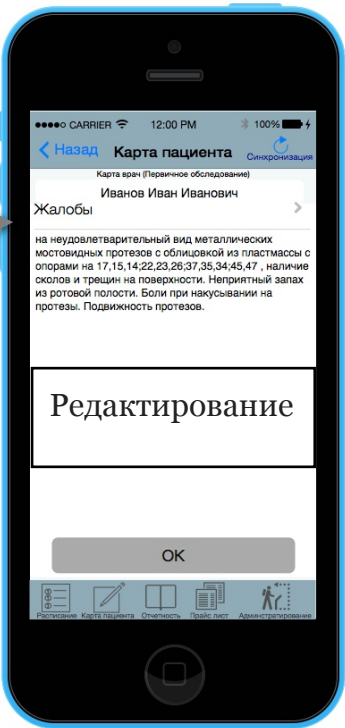 CARRIER 12:00 PM 100%
Назад Карта пациента Синхронизация
Карта врач (Первичное обследование)
Иванов Иван Иванович
Жалобы
на неудовлетварительный вид металлических
мостовидных протезов с облицовкой из пластмассы с
опорами на 17,15,14;22,23,26;37,35,34;45,47 , наличие
сколов и трещин на поверхности. Неприятный запах
из ротовой полости. Боли при накусывании на
протезы. Подвижность протезов.
Редактирование
OK
Расписание Карта пациента Отчетность Прайс лист Администратирование